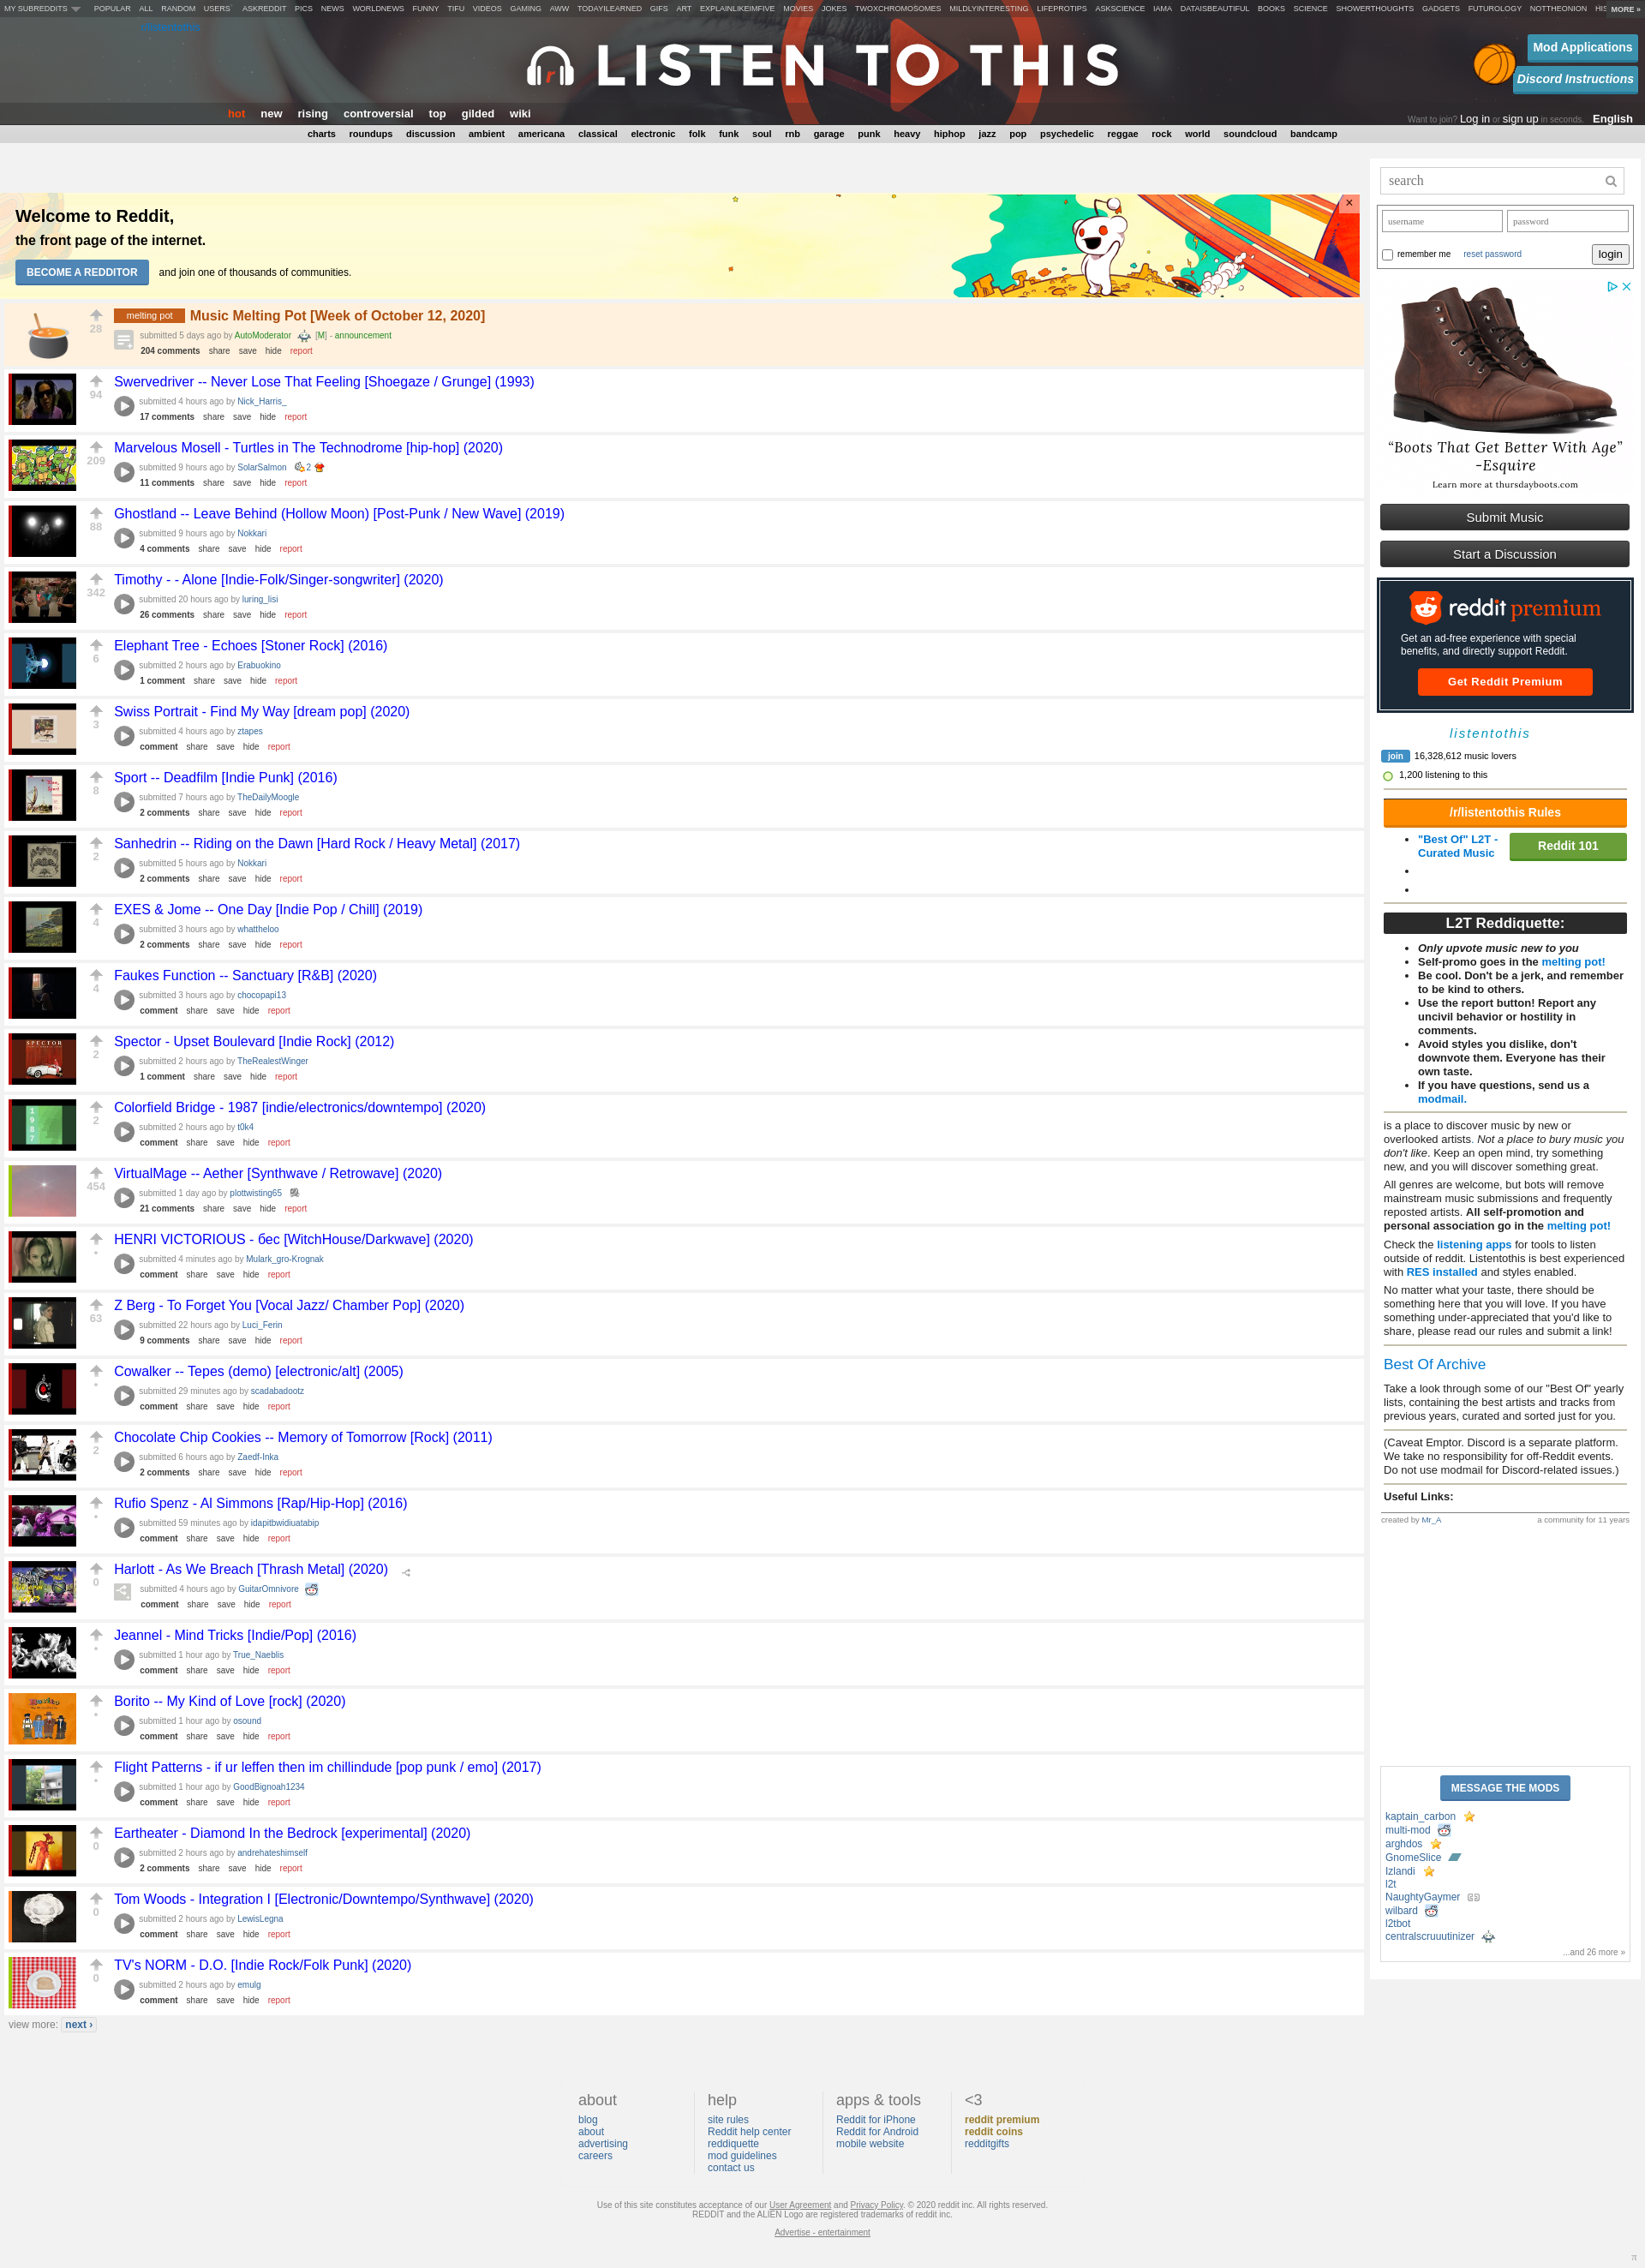 MY SUBREDDITS POPULAR ALL RANDOM USERS ASKREDDIT PICS NEWS WORLDNEWS FUNNY TIFU VIDEOS GAMING AWW TODAYILEARNED GIFS ART EXPLAINLIKEIMFIVE MOVIES JOKES TWOXCHROMOSOMES MILDLYINTERESTING LIFEPROTIPS ASKSCIENCE IAMA DATAISBEAUTIFUL BOOKS SCIENCE SHOWERTHOUGHTS GADGETS FUTUROLOGY NOTTHEONION HIS MORE »
LISTEN TO THIS
Mod Applications
Discord Instructions
hot new rising controversial top gilded wiki
Want to join? Log in or sign up in seconds. English
charts roundups discussion ambient americana classical electronic folk funk soul rnb garage punk heavy hiphop jazz pop psychedelic reggae rock world soundcloud bandcamp
Welcome to Reddit,
the front page of the internet.
BECOME A REDDITOR and join one of thousands of communities.
×
28
melting pot Music Melting Pot [Week of October 12, 2020]
submitted 5 days ago by AutoModerator [M] - announcement
204 comments share save hide report
94
Swervedriver -- Never Lose That Feeling [Shoegaze / Grunge] (1993)
submitted 4 hours ago by Nick_Harris_
17 comments share save hide report
209
Marvelous Mosell - Turtles in The Technodrome [hip-hop] (2020)
submitted 9 hours ago by SolarSalmon 2
11 comments share save hide report
88
Ghostland -- Leave Behind (Hollow Moon) [Post-Punk / New Wave] (2019)
submitted 9 hours ago by Nokkari
4 comments share save hide report
342
Timothy - - Alone [Indie-Folk/Singer-songwriter] (2020)
submitted 20 hours ago by luring_lisi
26 comments share save hide report
6
Elephant Tree - Echoes [Stoner Rock] (2016)
submitted 2 hours ago by Erabuokino
1 comment share save hide report
3
Swiss Portrait - Find My Way [dream pop] (2020)
submitted 4 hours ago by ztapes
comment share save hide report
8
Sport -- Deadfilm [Indie Punk] (2016)
submitted 7 hours ago by TheDailyMoogle
2 comments share save hide report
2
Sanhedrin -- Riding on the Dawn [Hard Rock / Heavy Metal] (2017)
submitted 5 hours ago by Nokkari
2 comments share save hide report
4
EXES & Jome -- One Day [Indie Pop / Chill] (2019)
submitted 3 hours ago by whattheloo
2 comments share save hide report
4
Faukes Function -- Sanctuary [R&B] (2020)
submitted 3 hours ago by chocopapi13
comment share save hide report
SPECTOR
2
Spector - Upset Boulevard [Indie Rock] (2012)
submitted 2 hours ago by TheRealestWinger
1 comment share save hide report
1987
2
Colorfield Bridge - 1987 [indie/electronics/downtempo] (2020)
submitted 2 hours ago by t0k4
comment share save hide report
454
VirtualMage -- Aether [Synthwave / Retrowave] (2020)
submitted 1 day ago by plottwisting65
21 comments share save hide report
•
HENRI VICTORIOUS - бес [WitchHouse/Darkwave] (2020)
submitted 4 minutes ago by Mulark_gro-Krognak
comment share save hide report
63
Z Berg - To Forget You [Vocal Jazz/ Chamber Pop] (2020)
submitted 22 hours ago by Luci_Ferin
9 comments share save hide report
•
Cowalker -- Tepes (demo) [electronic/alt] (2005)
submitted 29 minutes ago by scadabadootz
comment share save hide report
2
Chocolate Chip Cookies -- Memory of Tomorrow [Rock] (2011)
submitted 6 hours ago by Zaedf-Inka
2 comments share save hide report
•
Rufio Spenz - Al Simmons [Rap/Hip-Hop] (2016)
submitted 59 minutes ago by idapitbwidiuatabip
comment share save hide report
0
Harlott - As We Breach [Thrash Metal] (2020)
submitted 4 hours ago by GuitarOmnivore
comment share save hide report
•
Jeannel - Mind Tricks [Indie/Pop] (2016)
submitted 1 hour ago by True_Naeblis
comment share save hide report
•
Borito -- My Kind of Love [rock] (2020)
submitted 1 hour ago by osound
comment share save hide report
•
Flight Patterns - if ur leffen then im chillindude [pop punk / emo] (2017)
submitted 1 hour ago by GoodBignoah1234
comment share save hide report
0
Eartheater - Diamond In the Bedrock [experimental] (2020)
submitted 2 hours ago by andrehateshimself
2 comments share save hide report
0
Tom Woods - Integration I [Electronic/Downtempo/Synthwave] (2020)
submitted 2 hours ago by LewisLegna
comment share save hide report
0
TV's NORM - D.O. [Indie Rock/Folk Punk] (2020)
submitted 2 hours ago by emulg
comment share save hide report
view more: next ›
search
username password
remember me reset password login
“Boots That Get Better With Age”
-Esquire
Learn more at thursdayboots.com
Submit Music
Start a Discussion
reddit premium
Get an ad-free experience with special
benefits, and directly support Reddit.
Get Reddit Premium
listentothis
join 16,328,612 music lovers
1,200 listening to this
/r/listentothis Rules
• "Best Of" L2T -
Curated Music
Reddit 101
•
•
L2T Reddiquette:
• Only upvote music new to you
• Self-promo goes in the melting pot!
• Be cool. Don't be a jerk, and remember
to be kind to others.
• Use the report button! Report any
uncivil behavior or hostility in
comments.
• Avoid styles you dislike, don't
downvote them. Everyone has their
own taste.
• If you have questions, send us a
modmail.
is a place to discover music by new or
overlooked artists. Not a place to bury music you
don't like. Keep an open mind, try something
new, and you will discover something great.
All genres are welcome, but bots will remove
mainstream music submissions and frequently
reposted artists. All self-promotion and
personal association go in the melting pot!
Check the listening apps for tools to listen
outside of reddit. Listentothis is best experienced
with RES installed and styles enabled.
No matter what your taste, there should be
something here that you will love. If you have
something under-appreciated that you'd like to
share, please read our rules and submit a link!
Best Of Archive
Take a look through some of our "Best Of" yearly
lists, containing the best artists and tracks from
previous years, curated and sorted just for you.
(Caveat Emptor. Discord is a separate platform.
We take no responsibility for off-Reddit events.
Do not use modmail for Discord-related issues.)
Useful Links:
created by Mr_A a community for 11 years
MESSAGE THE MODS
kaptain_carbon
multi-mod
arghdos
GnomeSlice
Izlandi
l2t
NaughtyGaymer
wilbard
l2tbot
centralscruuutinizer
...and 26 more »
about
blog
about
advertising
careers
help
site rules
Reddit help center
reddiquette
mod guidelines
contact us
apps & tools
Reddit for iPhone
Reddit for Android
mobile website
<3
reddit premium
reddit coins
redditgifts
Use of this site constitutes acceptance of our User Agreement and Privacy Policy. © 2020 reddit inc. All rights reserved.
REDDIT and the ALIEN Logo are registered trademarks of reddit inc.
Advertise - entertainment
π